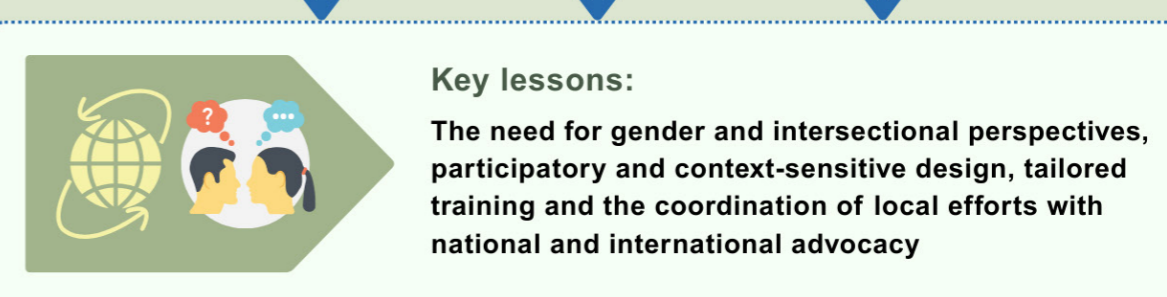 ?
...
Key lessons:
The need for gender and intersectional perspectives,
participatory and context-sensitive design, tailored
training and the coordination of local efforts with
national and international advocacy